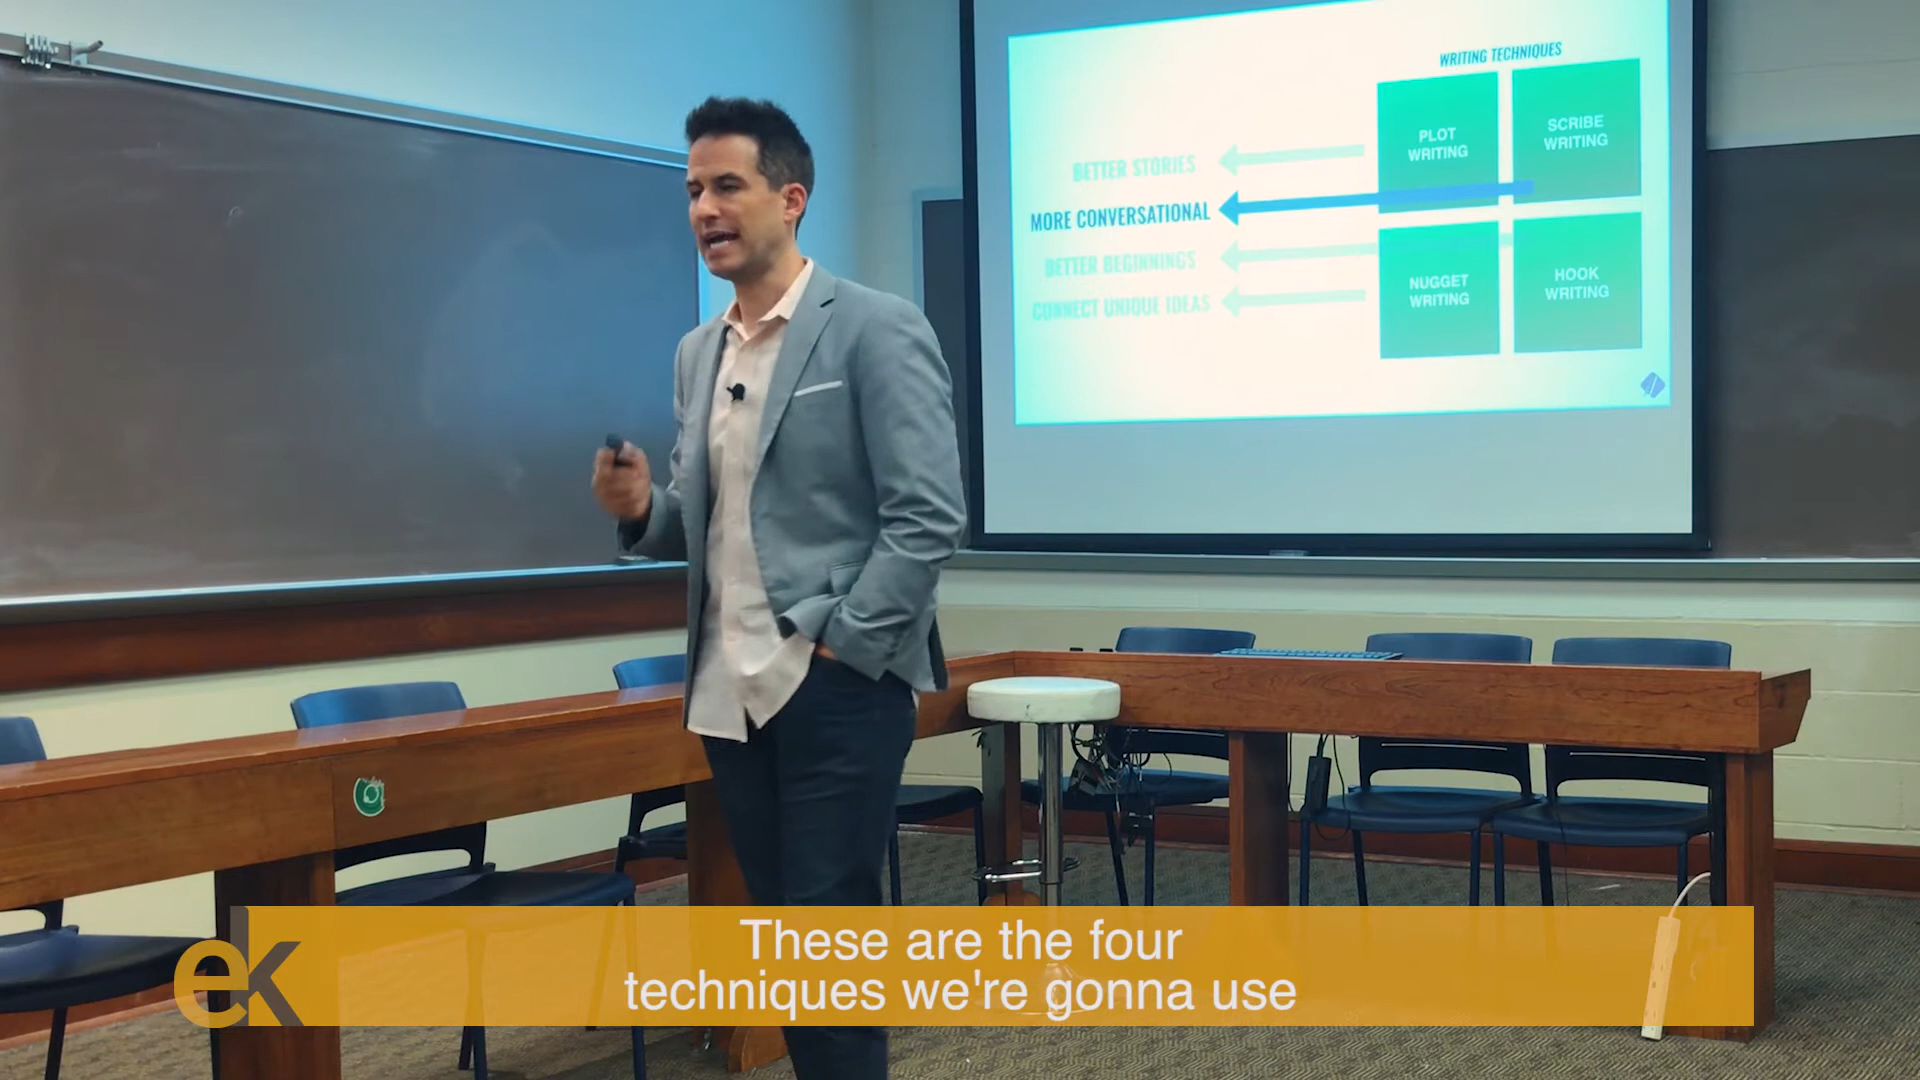 WRITING TECHNIQUES
PLOT
WRITING
SCRIBE
WRITING
BETTER STORIES
MORE CONVERSATIONAL
BETTER BEGINNINGS
CONNECT UNIQUE IDEAS
NUGGET
WRITING
HOOK
WRITING
These are the four
techniques we're gonna use
ek